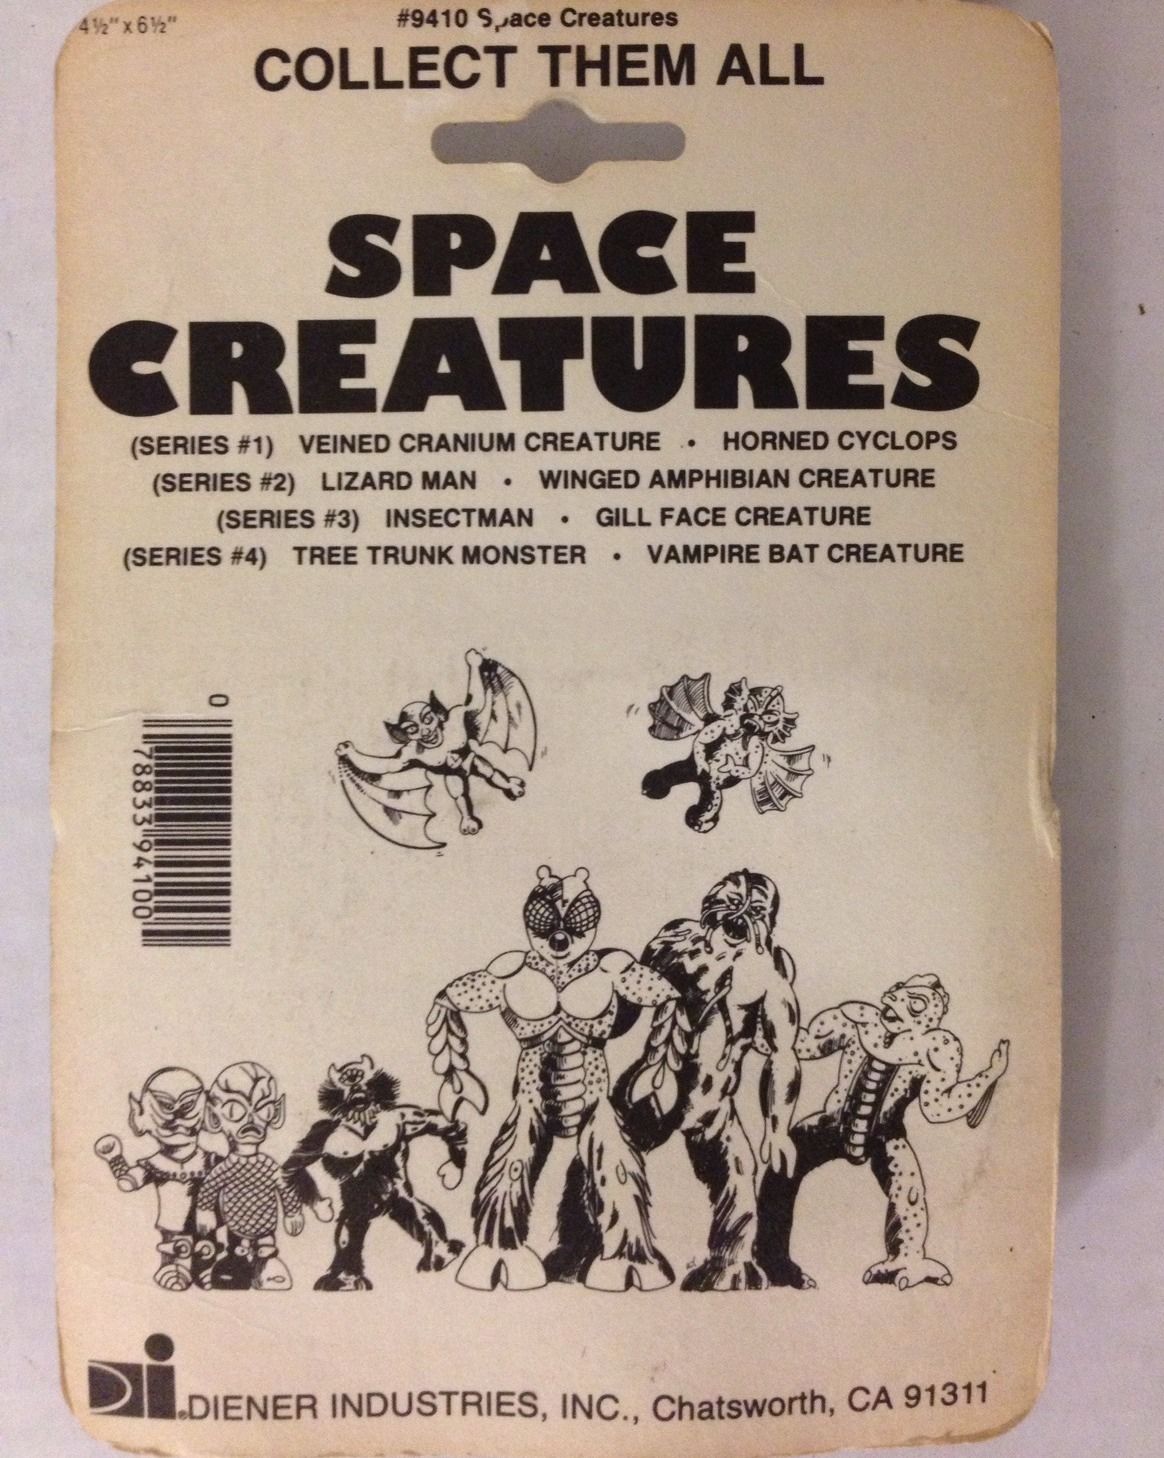 4½" x 6½"
#9410 Space Creatures
COLLECT THEM ALL
SPACE
CREATURES
(SERIES #1) VEINED CRANIUM CREATURE • HORNED CYCLOPS
(SERIES #2) LIZARD MAN • WINGED AMPHIBIAN CREATURE
(SERIES #3) INSECTMAN • GILL FACE CREATURE
(SERIES #4) TREE TRUNK MONSTER • VAMPIRE BAT CREATURE
0 78833 94100
Di
DIENER INDUSTRIES, INC., Chatsworth, CA 91311